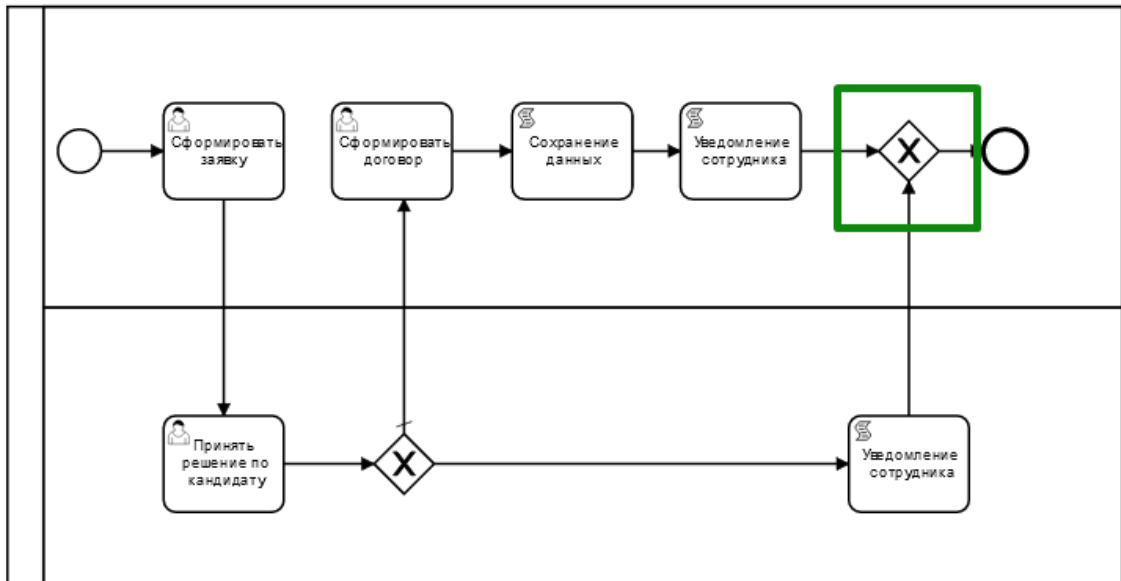 Сформировать
заявку
Сформировать
договор
Сохранение
данных
Уведомление
сотрудника
Принять
решение по
кандидату
Уведомление
сотрудника